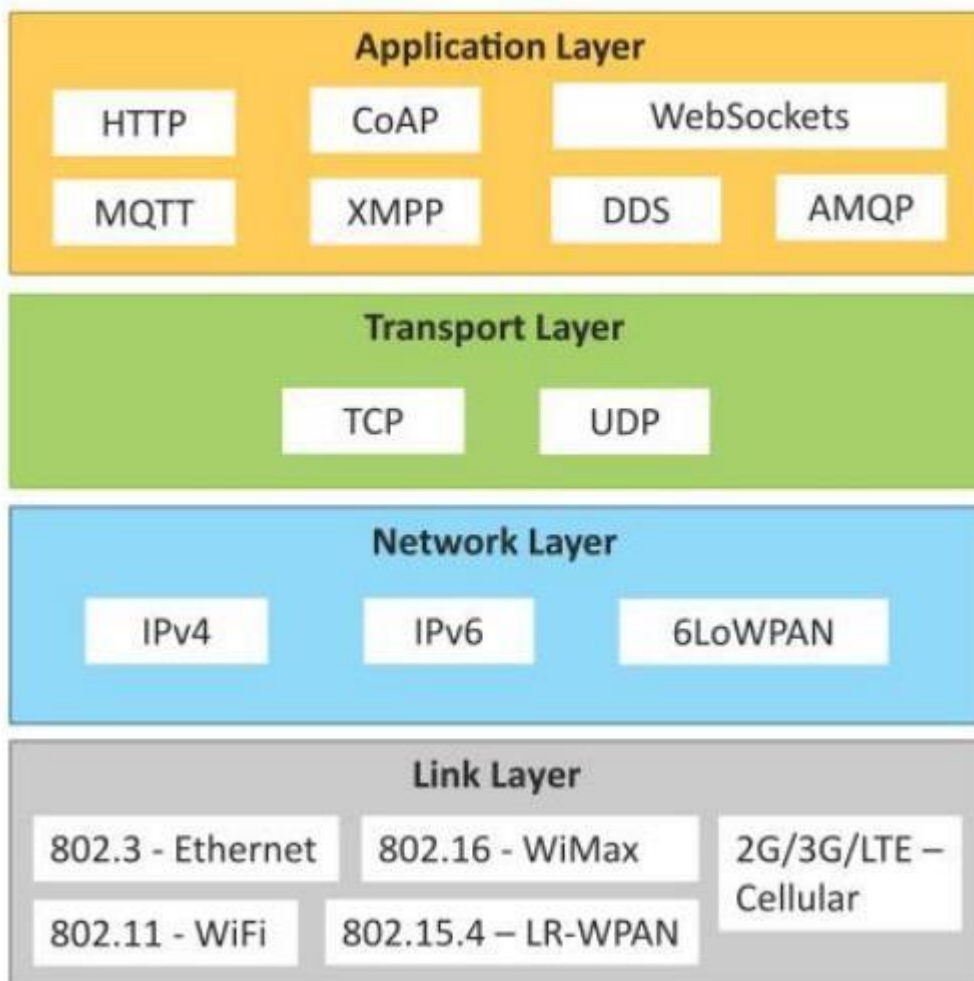 Application Layer
HTTP CoAP WebSockets
MQTT XMPP DDS AMQP
Transport Layer
TCP UDP
Network Layer
IPv4 IPv6 6LoWPAN
Link Layer
802.3 - Ethernet 802.16 - WiMax 2G/3G/LTE –
Cellular
802.11 - WiFi 802.15.4 – LR-WPAN